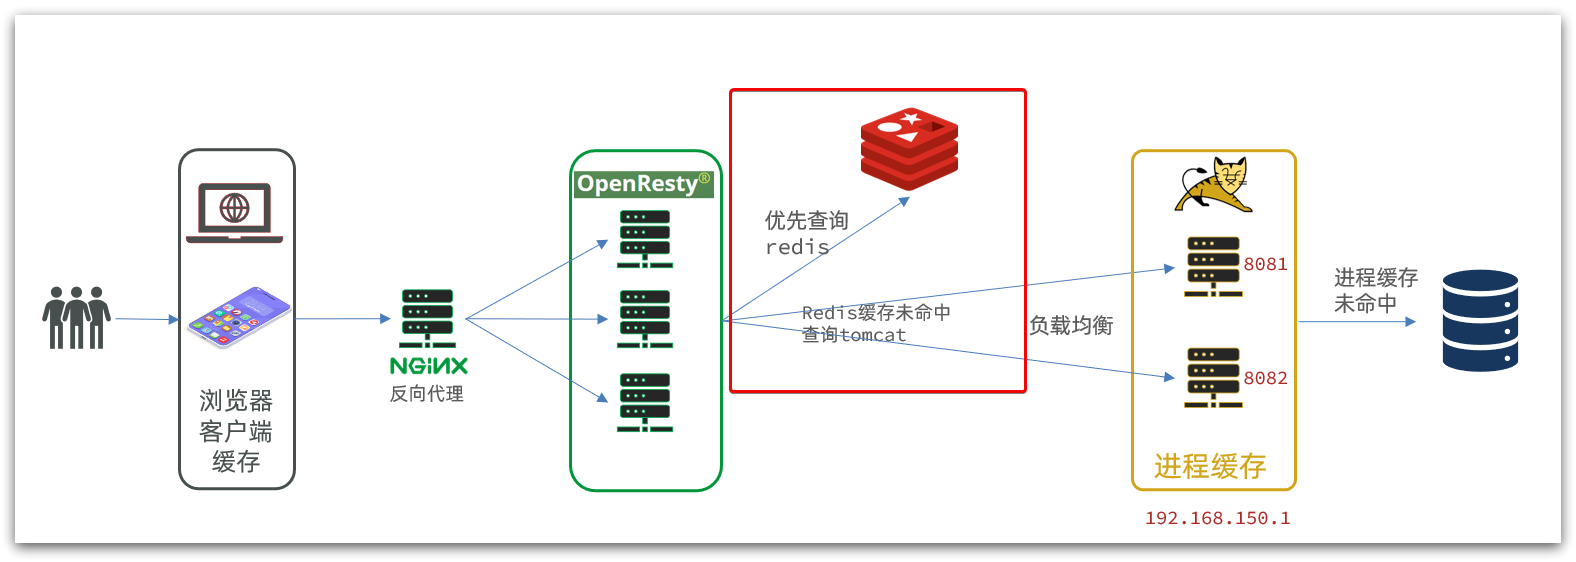 浏览器
客户端
缓存
NGiNX
反向代理
OpenResty®
优先查询
redis
Redis缓存未命中
查询tomcat
负载均衡
8081
8082
进程缓存
192.168.150.1
进程缓存
未命中